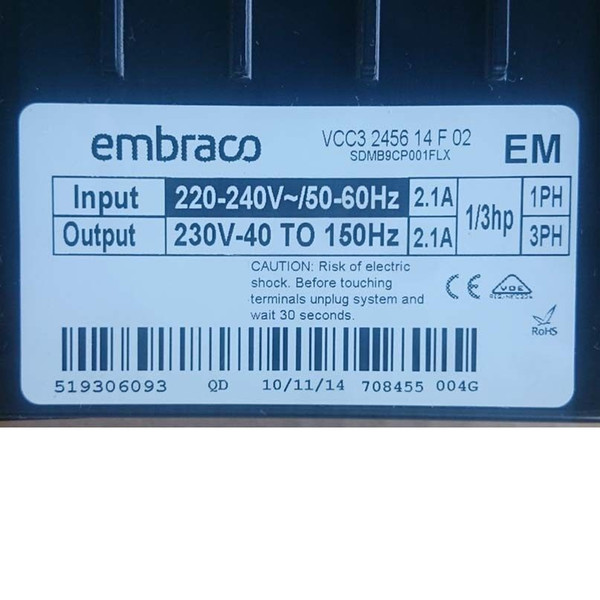 embraco
VCC3 2456 14 F 02
SDMB9CP001FLX
EM
Input 220-240V~/50-60Hz 2.1A 1/3hp 1PH
Output 230V-40 TO 150Hz 2.1A 3PH
CAUTION: Risk of electric
shock. Before touching
terminals unplug system and
wait 30 seconds.
CE
VDE
RoHS
519306093 QD 10/11/14 708455 004G